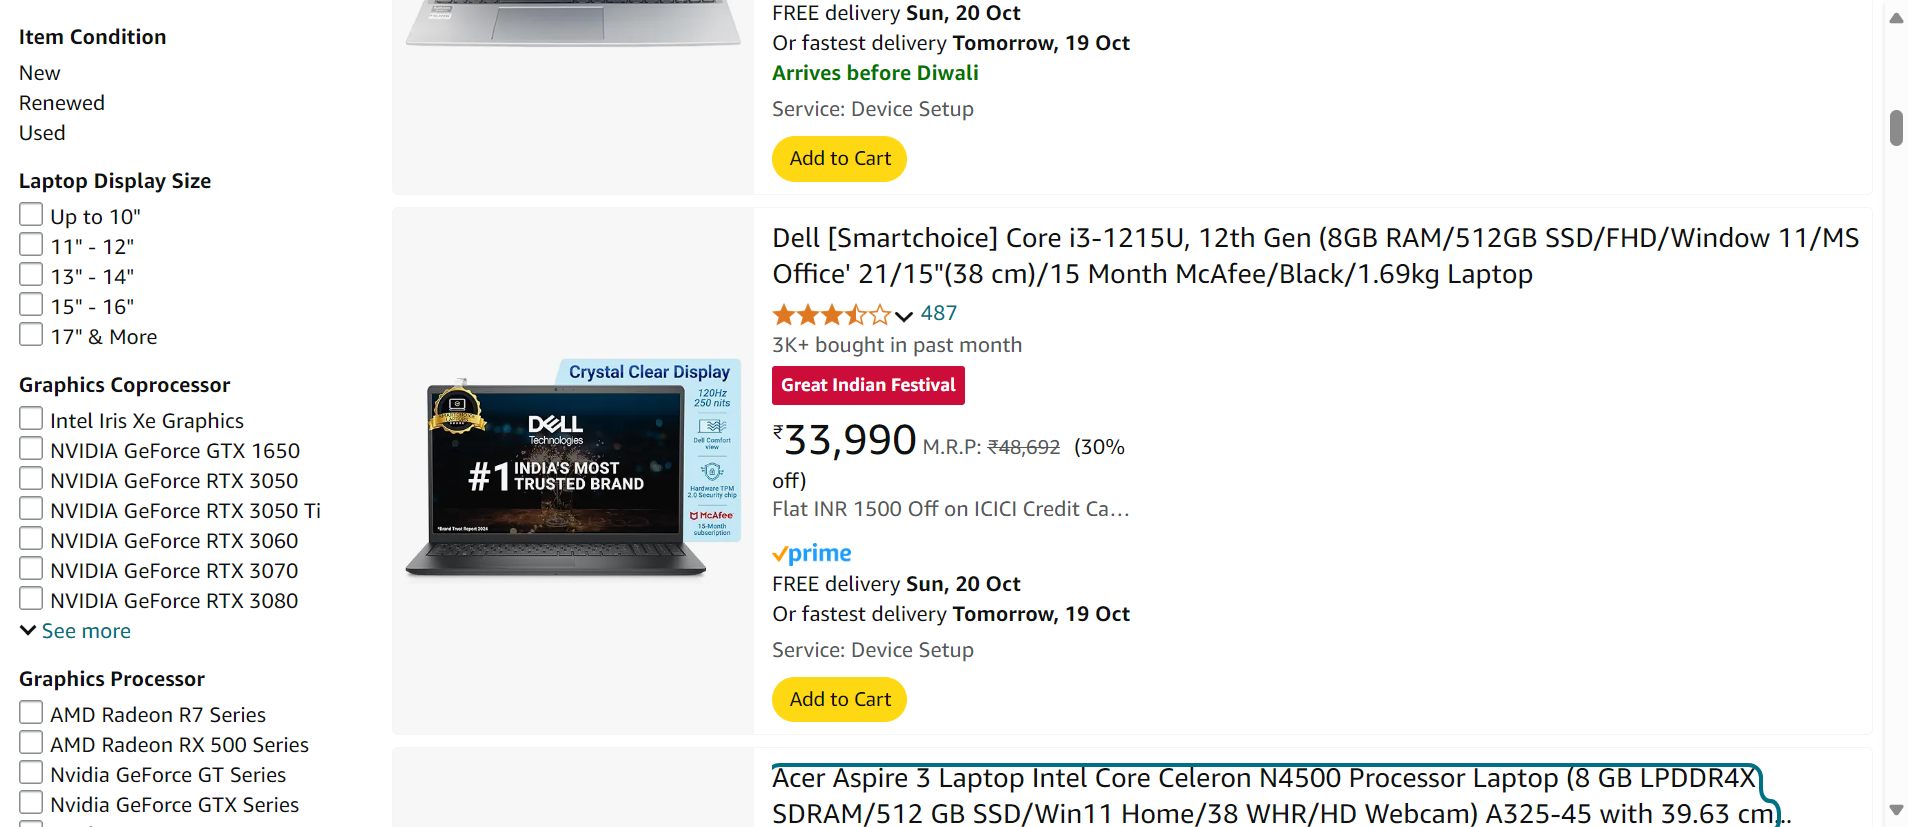 Item Condition
New
Renewed
Used
Laptop Display Size
Up to 10"
11" - 12"
13" - 14"
15" - 16"
17" & More
Graphics Coprocessor
Intel Iris Xe Graphics
NVIDIA GeForce GTX 1650
NVIDIA GeForce RTX 3050
NVIDIA GeForce RTX 3050 Ti
NVIDIA GeForce RTX 3060
NVIDIA GeForce RTX 3070
NVIDIA GeForce RTX 3080
See more
Graphics Processor
AMD Radeon R7 Series
AMD Radeon RX 500 Series
Nvidia GeForce GT Series
Nvidia GeForce GTX Series
FREE delivery Sun, 20 Oct
Or fastest delivery Tomorrow, 19 Oct
Arrives before Diwali
Service: Device Setup
Add to Cart
Crystal Clear Display
120Hz
250 nits
Dell Comfort
view
Hardware TPM
2.0 Security chip
McAfee
15-Month
subscription
DELL
Technologies
#1 INDIA'S MOST
TRUSTED BRAND
*Brand Trust Report 2024
Dell [Smartchoice] Core i3-1215U, 12th Gen (8GB RAM/512GB SSD/FHD/Window 11/MS
Office' 21/15"(38 cm)/15 Month McAfee/Black/1.69kg Laptop
487
3K+ bought in past month
Great Indian Festival
₹33,990 M.R.P: ₹48,692 (30%
off)
Flat INR 1500 Off on ICICI Credit Ca...
prime
FREE delivery Sun, 20 Oct
Or fastest delivery Tomorrow, 19 Oct
Service: Device Setup
Add to Cart
Acer Aspire 3 Laptop Intel Core Celeron N4500 Processor Laptop (8 GB LPDDR4X
SDRAM/512 GB SSD/Win11 Home/38 WHR/HD Webcam) A325-45 with 39.63 cm...